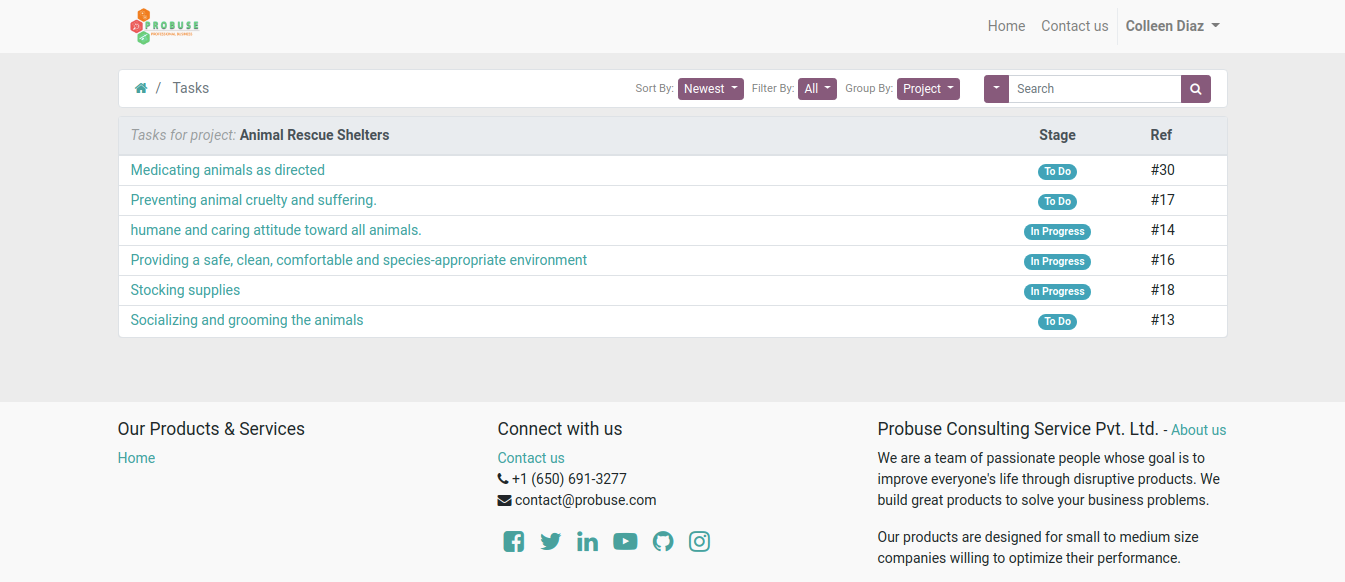 PROBUSE
PROFESSIONAL BUSINESS
Home Contact us Colleen Diaz
/ Tasks Sort By: Newest Filter By: All Group By: Project Search
Tasks for project: Animal Rescue Shelters Stage Ref
Medicating animals as directed To Do #30
Preventing animal cruelty and suffering. To Do #17
humane and caring attitude toward all animals. In Progress #14
Providing a safe, clean, comfortable and species-appropriate environment In Progress #16
Stocking supplies In Progress #18
Socializing and grooming the animals To Do #13
Our Products & Services
Home
Connect with us
Contact us
+1 (650) 691-3277
contact@probuse.com
Probuse Consulting Service Pvt. Ltd. - About us
We are a team of passionate people whose goal is to
improve everyone's life through disruptive products. We
build great products to solve your business problems.
Our products are designed for small to medium size
companies willing to optimize their performance.